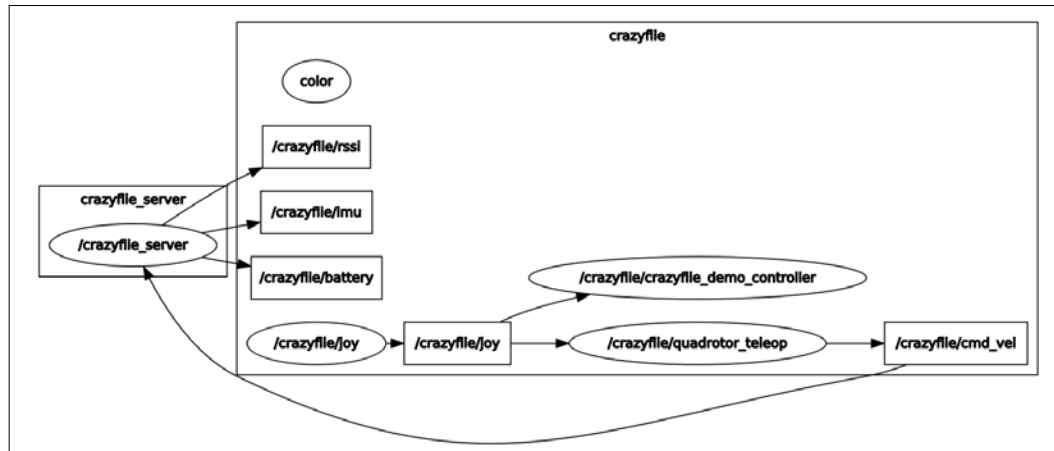 crazyflie
color
/crazyflie/rssi
crazyflie_server
/crazyflie/imu
/crazyflie_server
/crazyflie/battery
/crazyflie/crazyflie_demo_controller
/crazyflie/joy
/crazyflie/joy
/crazyflie/quadrotor_teleop
/crazyflie/cmd_vel